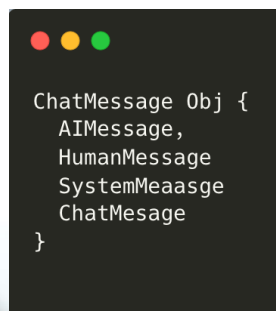 ChatMessage Obj {
  AIMessage,
  HumanMessage
  SystemMeaasge
  ChatMesage
}